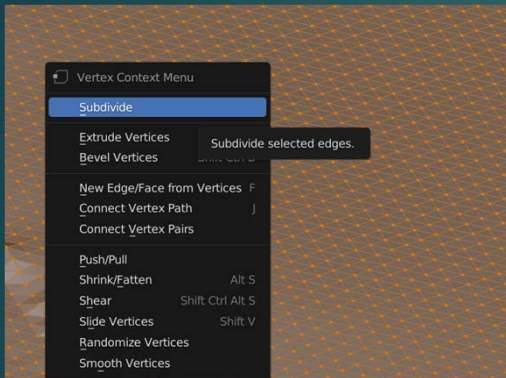 Vertex Context Menu
Subdivide
Extrude Vertices
Subdivide selected edges.
Bevel Vertices
New Edge/Face from Vertices F
Connect Vertex Path J
Connect Vertex Pairs
Push/Pull
Shrink/Fatten Alt S
Shear Shift Ctrl Alt S
Slide Vertices Shift V
Randomize Vertices
Smooth Vertices